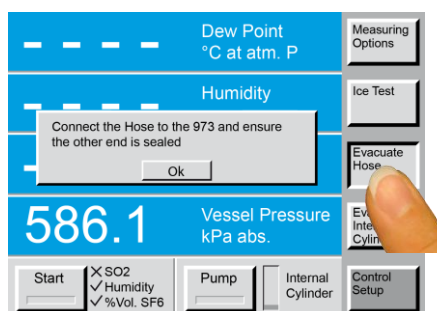 Dew Point
°C at atm. P
Measuring
Options
Humidity
Ice Test
Connect the Hose to the 973 and ensure
the other end is sealed
Ok
Evacuate
Hose
586.1
Vessel Pressure
kPa abs.
Start
SO2
Humidity
%Vol. SF6
Pump
Internal
Cylinder
Control
Setup